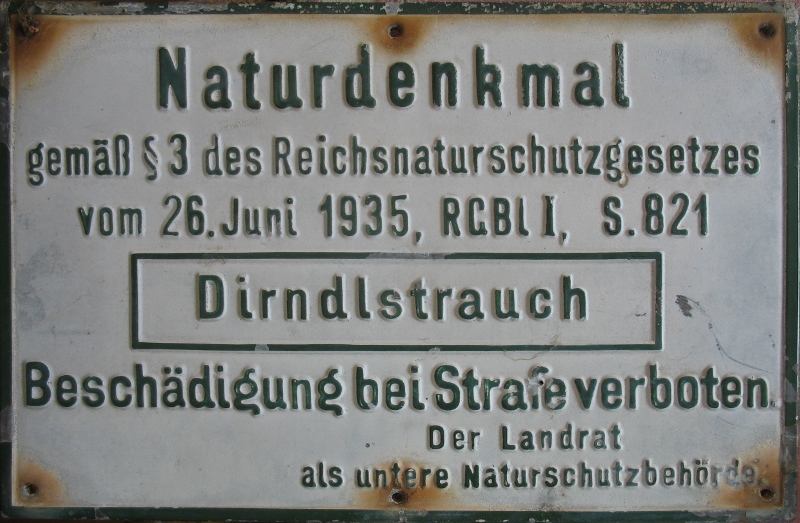 Naturdenkmal
gemäß § 3 des Reichsnaturschutzgesetzes
vom 26. Juni 1935, RGBl I, S. 821
Dirndlstrauch
Beschädigung bei Strafe verboten.
Der Landrat
als untere Naturschutzbehörde.